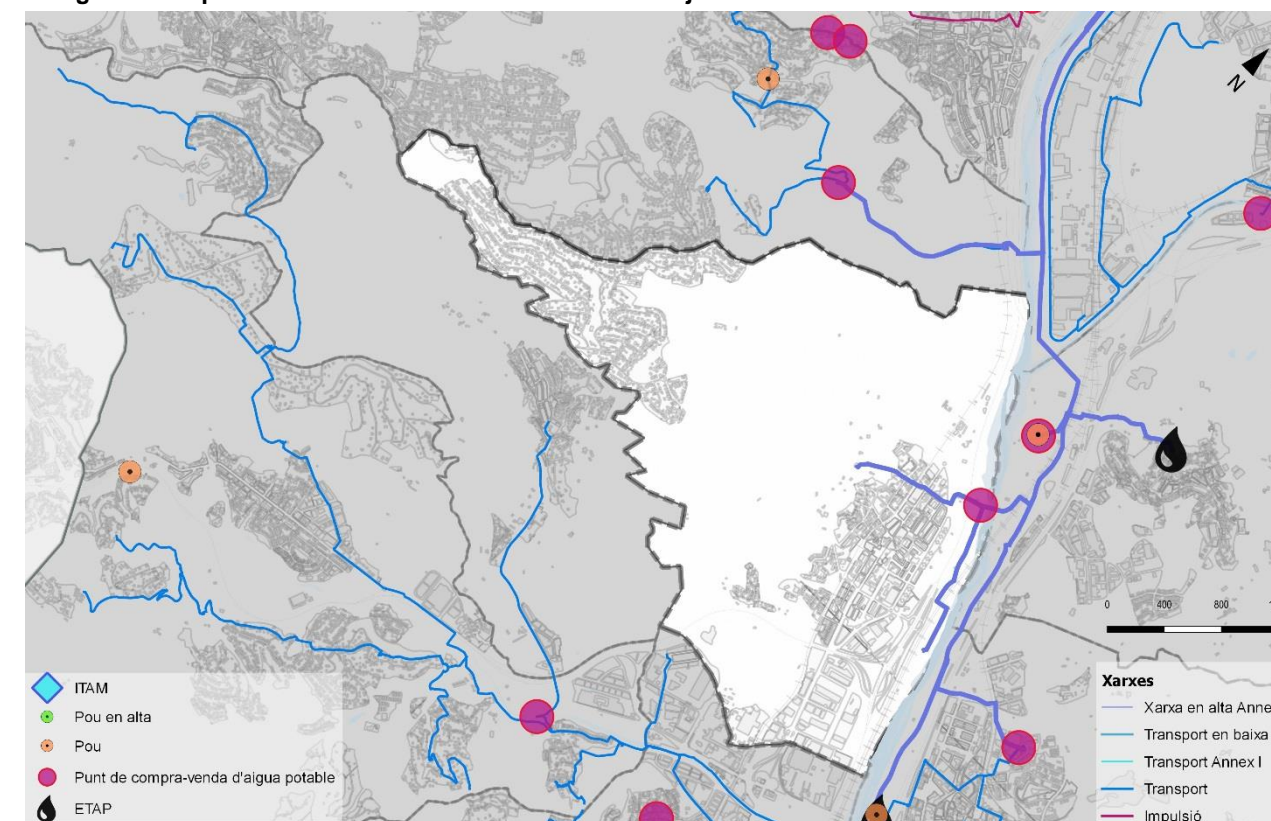 N
0 400 800
ITAM
Pou en alta
Pou
Punt de compra-venda d'aigua potable
ETAP
Xarxes
Xarxa en alta Anne
Transport en baixa
Transport Annex I
Transport
Impulsió